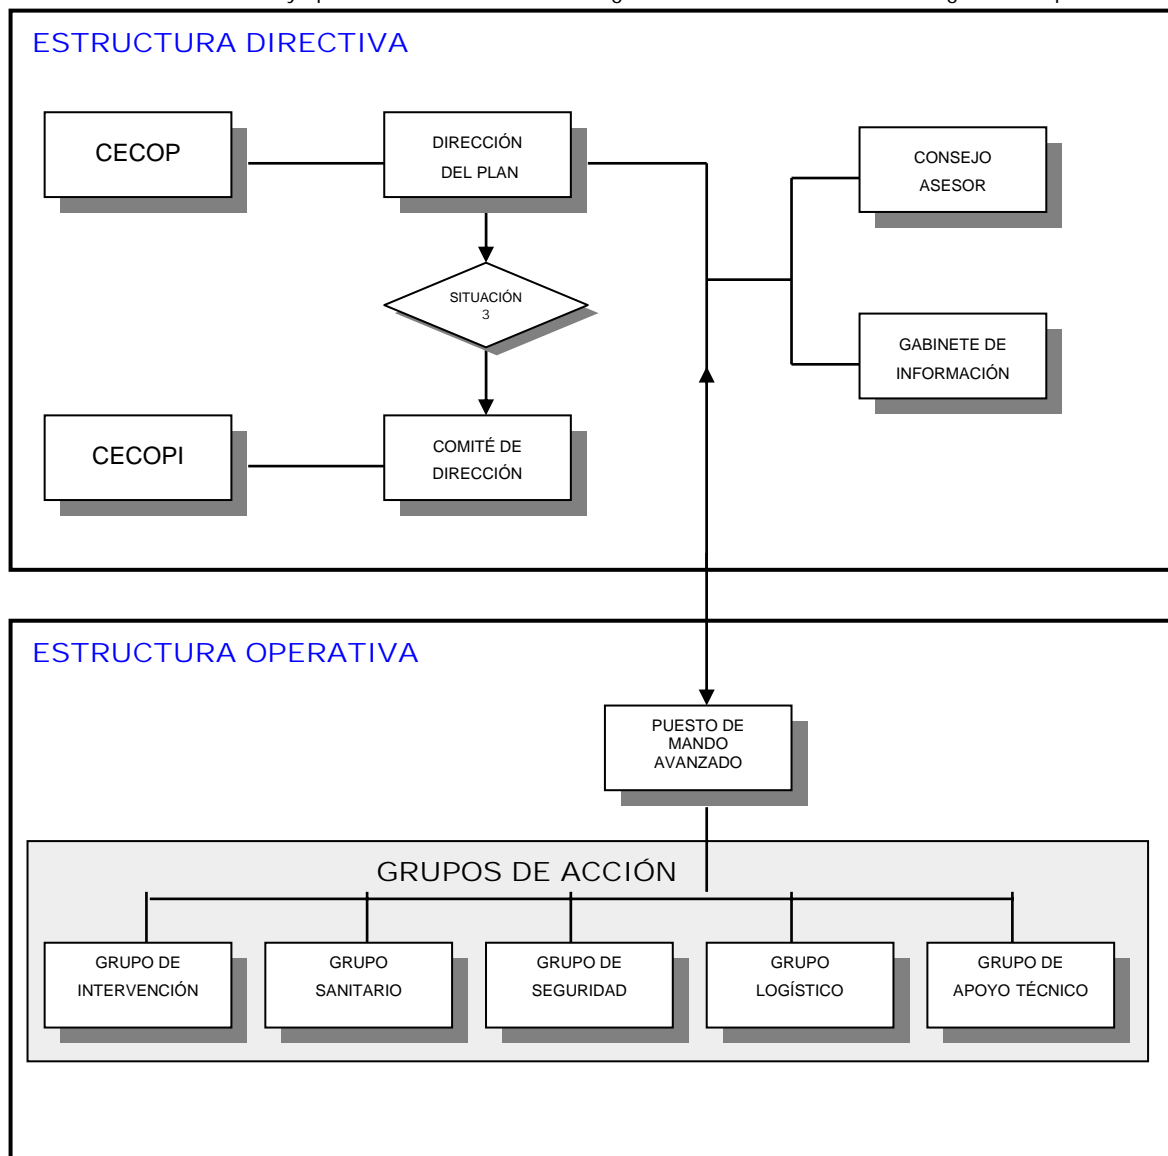 ESTRUCTURA DIRECTIVA
CECOP
DIRECCIÓN
DEL PLAN
CONSEJO
ASESOR
SITUACIÓN
3
GABINETE DE
INFORMACIÓN
CECOPI
COMITÉ DE
DIRECCIÓN
ESTRUCTURA OPERATIVA
PUESTO DE
MANDO
AVANZADO
GRUPOS DE ACCIÓN
GRUPO DE
INTERVENCIÓN
GRUPO
SANITARIO
GRUPO DE
SEGURIDAD
GRUPO
LOGÍSTICO
GRUPO DE
APOYO TÉCNICO